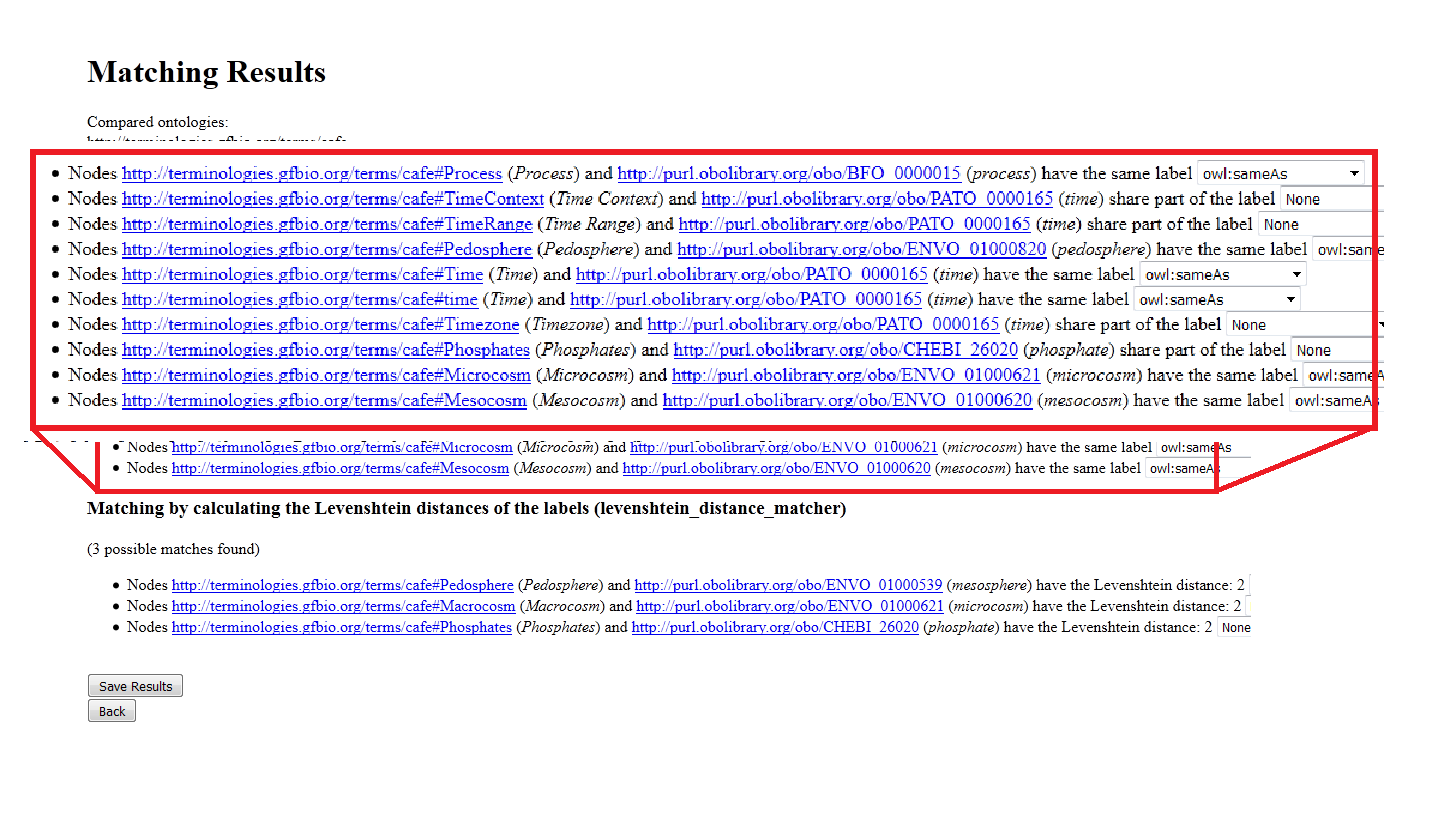 Matching Results
Compared ontologies:
http://terminologies.gfbio.org/terms/cafe
• Nodes http://terminologies.gfbio.org/terms/cafe#Process (Process) and http://purl.obolibrary.org/obo/BFO_0000015 (process) have the same label owl:sameAs
• Nodes http://terminologies.gfbio.org/terms/cafe#TimeContext (Time Context) and http://purl.obolibrary.org/obo/PATO_0000165 (time) share part of the label None
• Nodes http://terminologies.gfbio.org/terms/cafe#TimeRange (Time Range) and http://purl.obolibrary.org/obo/PATO_0000165 (time) share part of the label None
• Nodes http://terminologies.gfbio.org/terms/cafe#Pedosphere (Pedosphere) and http://purl.obolibrary.org/obo/ENVO_01000820 (pedosphere) have the same label owl:same
• Nodes http://terminologies.gfbio.org/terms/cafe#Time (Time) and http://purl.obolibrary.org/obo/PATO_0000165 (time) have the same label owl:sameAs
• Nodes http://terminologies.gfbio.org/terms/cafe#time (Time) and http://purl.obolibrary.org/obo/PATO_0000165 (time) have the same label owl:sameAs
• Nodes http://terminologies.gfbio.org/terms/cafe#Timezone (Timezone) and http://purl.obolibrary.org/obo/PATO_0000165 (time) share part of the label None
• Nodes http://terminologies.gfbio.org/terms/cafe#Phosphates (Phosphates) and http://purl.obolibrary.org/obo/CHEBI_26020 (phosphate) share part of the label None
• Nodes http://terminologies.gfbio.org/terms/cafe#Microcosm (Microcosm) and http://purl.obolibrary.org/obo/ENVO_01000621 (microcosm) have the same label owl:sameA
• Nodes http://terminologies.gfbio.org/terms/cafe#Mesocosm (Mesocosm) and http://purl.obolibrary.org/obo/ENVO_01000620 (mesocosm) have the same label owl:sameAs
• Nodes http://terminologies.gfbio.org/terms/cafe#Microcosm (Microcosm) and http://purl.obolibrary.org/obo/ENVO_01000621 (microcosm) have the same label owl:sameAs
• Nodes http://terminologies.gfbio.org/terms/cafe#Mesocosm (Mesocosm) and http://purl.obolibrary.org/obo/ENVO_01000620 (mesocosm) have the same label owl:sameAs
Matching by calculating the Levenshtein distances of the labels (levenshtein_distance_matcher)
(3 possible matches found)
• Nodes http://terminologies.gfbio.org/terms/cafe#Pedosphere (Pedosphere) and http://purl.obolibrary.org/obo/ENVO_01000539 (mesosphere) have the Levenshtein distance: 2
• Nodes http://terminologies.gfbio.org/terms/cafe#Macrocosm (Macrocosm) and http://purl.obolibrary.org/obo/ENVO_01000621 (microcosm) have the Levenshtein distance: 2
• Nodes http://terminologies.gfbio.org/terms/cafe#Phosphates (Phosphates) and http://purl.obolibrary.org/obo/CHEBI_26020 (phosphate) have the Levenshtein distance: 2 None
Save Results
Back